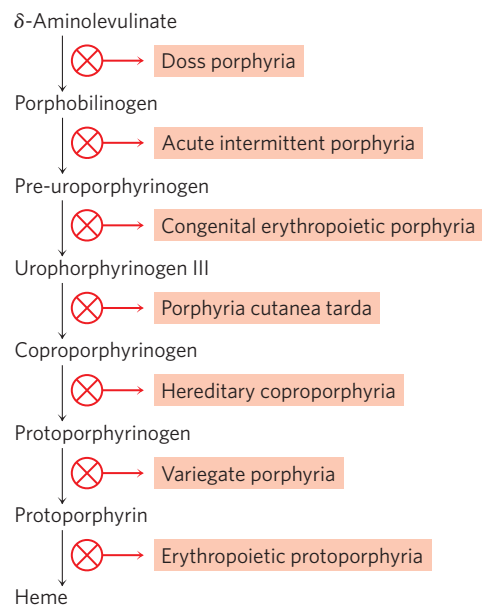 δ-Aminolevulinate
Doss porphyria
Porphobilinogen
Acute intermittent porphyria
Pre-uroporphyrinogen
Congenital erythropoietic porphyria
Urophorphyrinogen III
Porphyria cutanea tarda
Coproporphyrinogen
Hereditary coproporphyria
Protoporphyrinogen
Variegate porphyria
Protoporphyrin
Erythropoietic protoporphyria
Heme